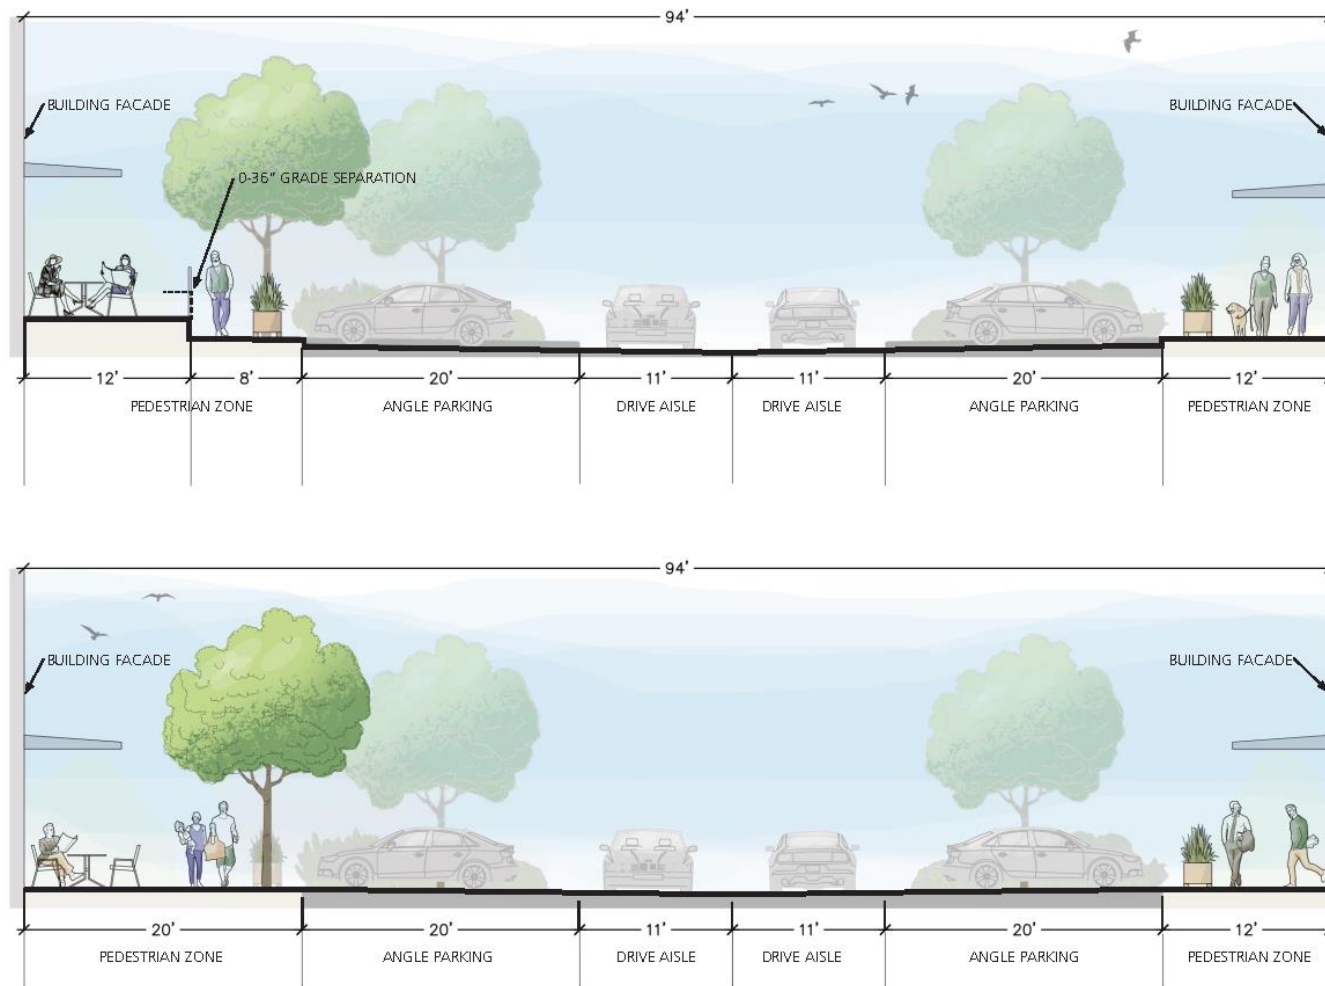 94'
BUILDING FACADE
BUILDING FACADE
0-36" GRADE SEPARATION
12' 8' 20' 11' 11' 20' 12'
PEDESTRIAN ZONE ANGLE PARKING DRIVE AISLE DRIVE AISLE ANGLE PARKING PEDESTRIAN ZONE
94'
BUILDING FACADE
BUILDING FACADE
20' 20' 11' 11' 20' 12'
PEDESTRIAN ZONE ANGLE PARKING DRIVE AISLE DRIVE AISLE ANGLE PARKING PEDESTRIAN ZONE